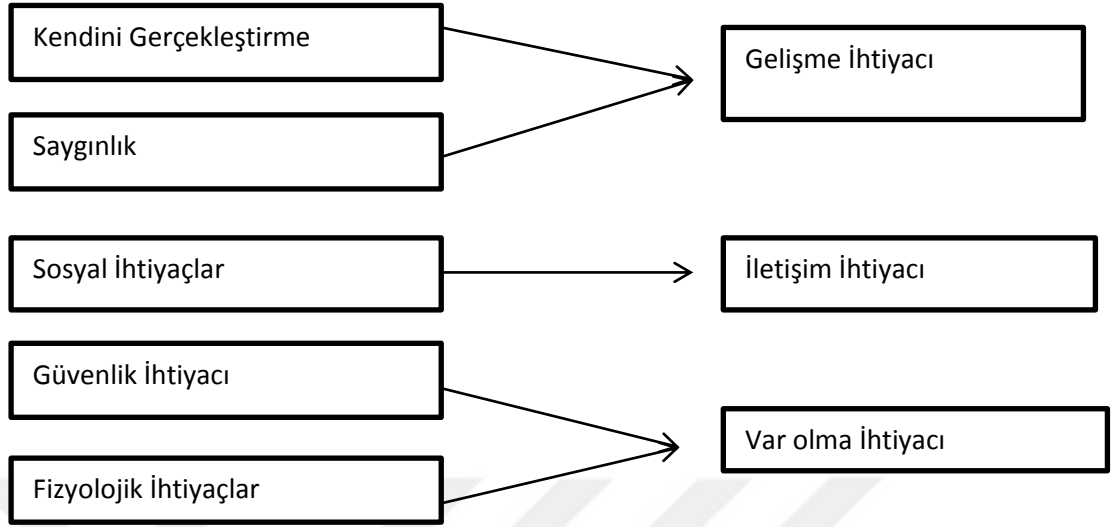 Kendini Gerçekleştirme
Gelişme İhtiyacı
Saygınlık
Sosyal İhtiyaçlar
İletişim İhtiyacı
Güvenlik İhtiyacı
Var olma İhtiyacı
Fizyolojik İhtiyaçlar